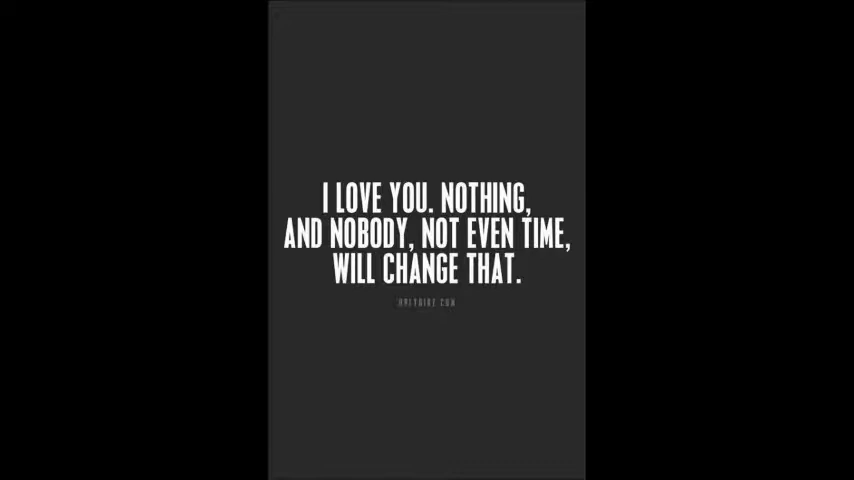 I LOVE YOU. NOTHING,
AND NOBODY, NOT EVEN TIME,
WILL CHANGE THAT.